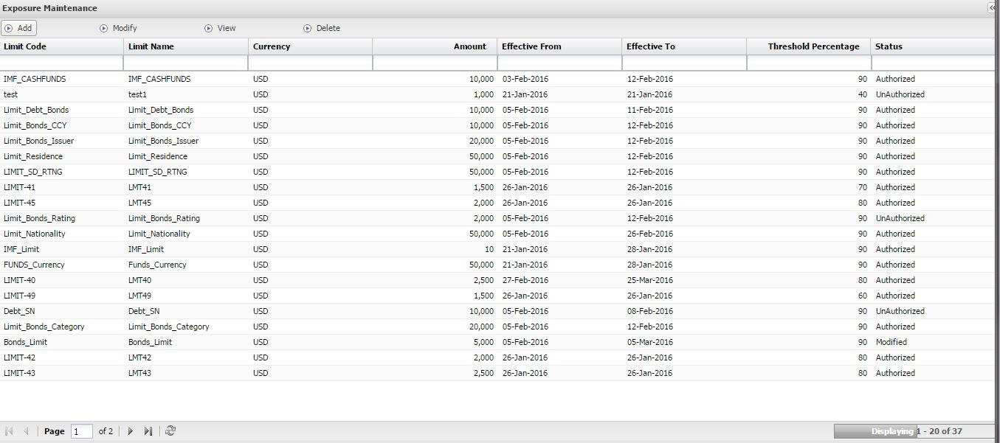 Exposure Maintenance
Add Modify View Delete
Limit Code Limit Name Currency Amount Effective From Effective To Threshold Percentage Status
IMF_CASHFUNDS IMF_CASHFUNDS USD 10,000 03-Feb-2016 12-Feb-2016 90 Authorized
test test1 USD 1,000 21-Jan-2016 21-Jan-2016 40 UnAuthorized
Limit_Debt_Bonds Limit_Debt_Bonds USD 10,000 05-Feb-2016 11-Feb-2016 90 Authorized
Limit_Bonds_CCY Limit_Bonds_CCY USD 10,000 05-Feb-2016 12-Feb-2016 90 Authorized
Limit_Bonds_Issuer Limit_Bonds_Issuer USD 20,000 05-Feb-2016 12-Feb-2016 90 Authorized
Limit_Residence Limit_Residence USD 50,000 05-Feb-2016 12-Feb-2016 90 Authorized
LIMIT_SD_RTNG LIMIT_SD_RTNG USD 50,000 05-Feb-2016 12-Feb-2016 90 Authorized
LIMIT-41 LMT41 USD 1,500 26-Jan-2016 26-Jan-2016 70 Authorized
LIMIT-45 LMT45 USD 2,000 26-Jan-2016 26-Jan-2016 80 Authorized
Limit_Bonds_Rating Limit_Bonds_Rating USD 2,000 05-Feb-2016 12-Feb-2016 90 UnAuthorized
Limit_Nationality Limit_Nationality USD 50,000 05-Feb-2016 26-Feb-2016 90 Authorized
IMF_Limit IMF_Limit USD 10 21-Jan-2016 28-Jan-2016 90 Authorized
FUNDS_Currency Funds_Currency USD 50,000 21-Jan-2016 28-Jan-2016 90 Authorized
LIMIT-40 LMT40 USD 2,500 27-Feb-2016 25-Mar-2016 80 Authorized
LIMIT-49 LMT49 USD 1,500 26-Jan-2016 26-Jan-2016 60 Authorized
Debt_SN Debt_SN USD 10,000 05-Feb-2016 08-Feb-2016 90 UnAuthorized
Limit_Bonds_Category Limit_Bonds_Category USD 20,000 05-Feb-2016 12-Feb-2016 90 Authorized
Bonds_Limit Bonds_Limit USD 5,000 05-Feb-2016 05-Mar-2016 90 Modified
LIMIT-42 LMT42 USD 2,000 26-Jan-2016 26-Jan-2016 80 Authorized
LIMIT-43 LMT43 USD 2,500 26-Jan-2016 26-Jan-2016 80 Authorized
Page 1 of 2 Displaying 1 - 20 of 37